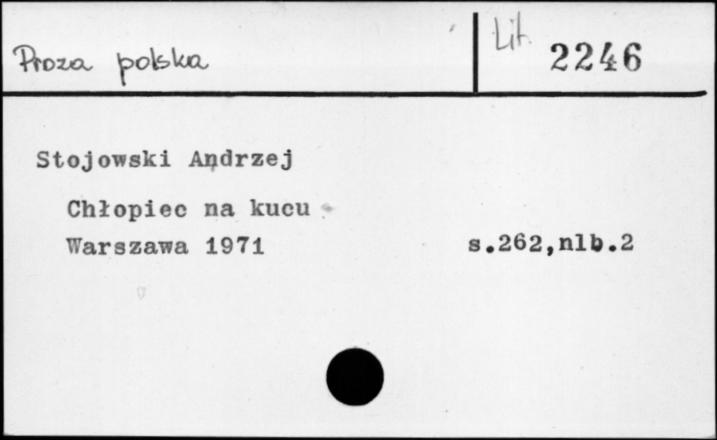 Proza polska
Lit. 2246
Stojowski Andrzej
Chłopiec na kucu
Warszawa 1971
s.262,nlb.2